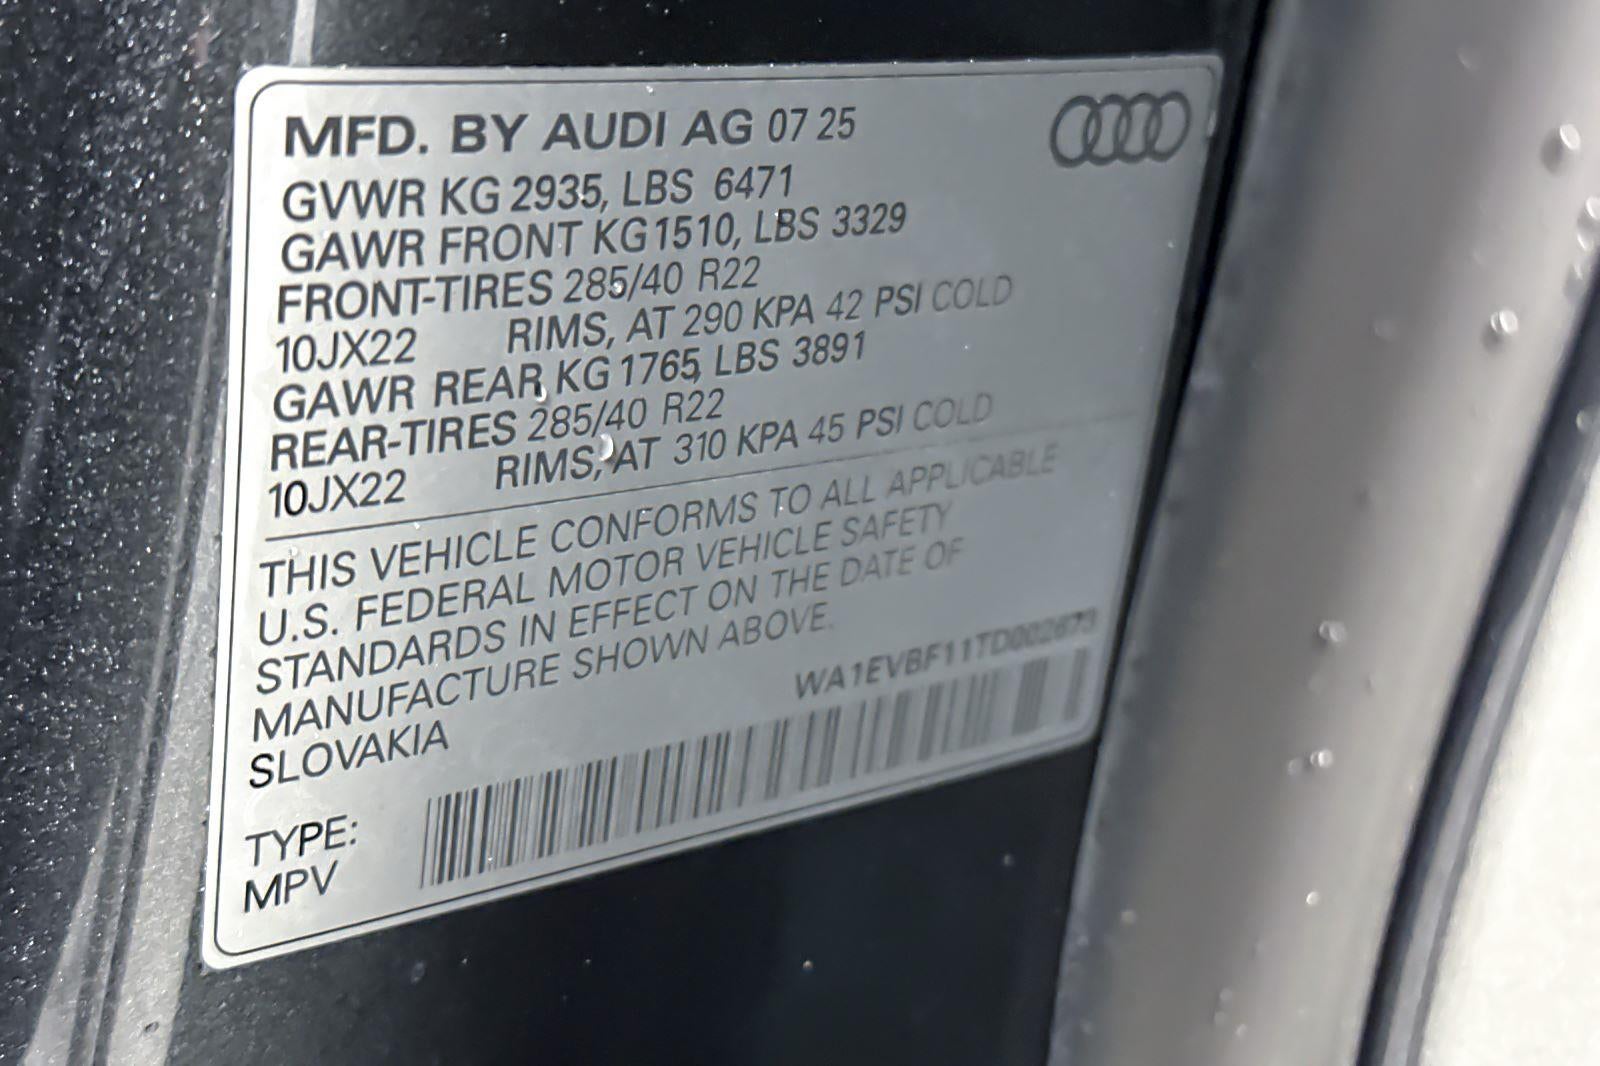 MFD. BY AUDI AG 07 25
GVWR KG 2935, LBS 6471
GAWR FRONT KG 1510, LBS 3329
FRONT-TIRES 285/40 R22
10JX22 RIMS, AT 290 KPA 42 PSI COLD
GAWR REAR KG 1765, LBS 3891
REAR-TIRES 285/40 R22
10JX22 RIMS, AT 310 KPA 45 PSI COLD
THIS VEHICLE CONFORMS TO ALL APPLICABLE
U.S. FEDERAL MOTOR VEHICLE SAFETY
STANDARDS IN EFFECT ON THE DATE OF
MANUFACTURE SHOWN ABOVE.
SLOVAKIA
WA1EVBF11TD002673
TYPE:
MPV